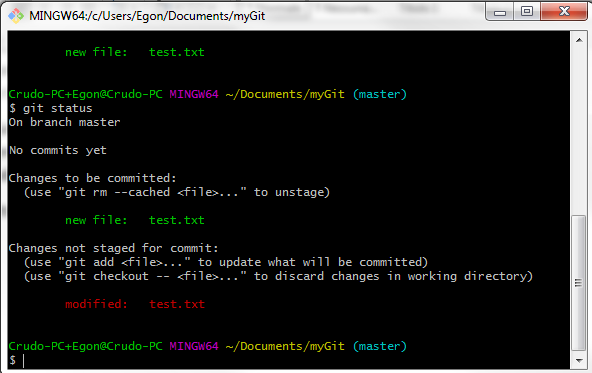 MINGW64:/c/Users/Egon/Documents/myGit
new file:   test.txt
Crudo-PC+Egon@Crudo-PC MINGW64 ~/Documents/myGit (master)
$ git status
On branch master
No commits yet
Changes to be committed:
  (use "git rm --cached <file>..." to unstage)
        new file:   test.txt
Changes not staged for commit:
  (use "git add <file>..." to update what will be committed)
  (use "git checkout -- <file>..." to discard changes in working directory)
        modified:   test.txt
Crudo-PC+Egon@Crudo-PC MINGW64 ~/Documents/myGit (master)
$